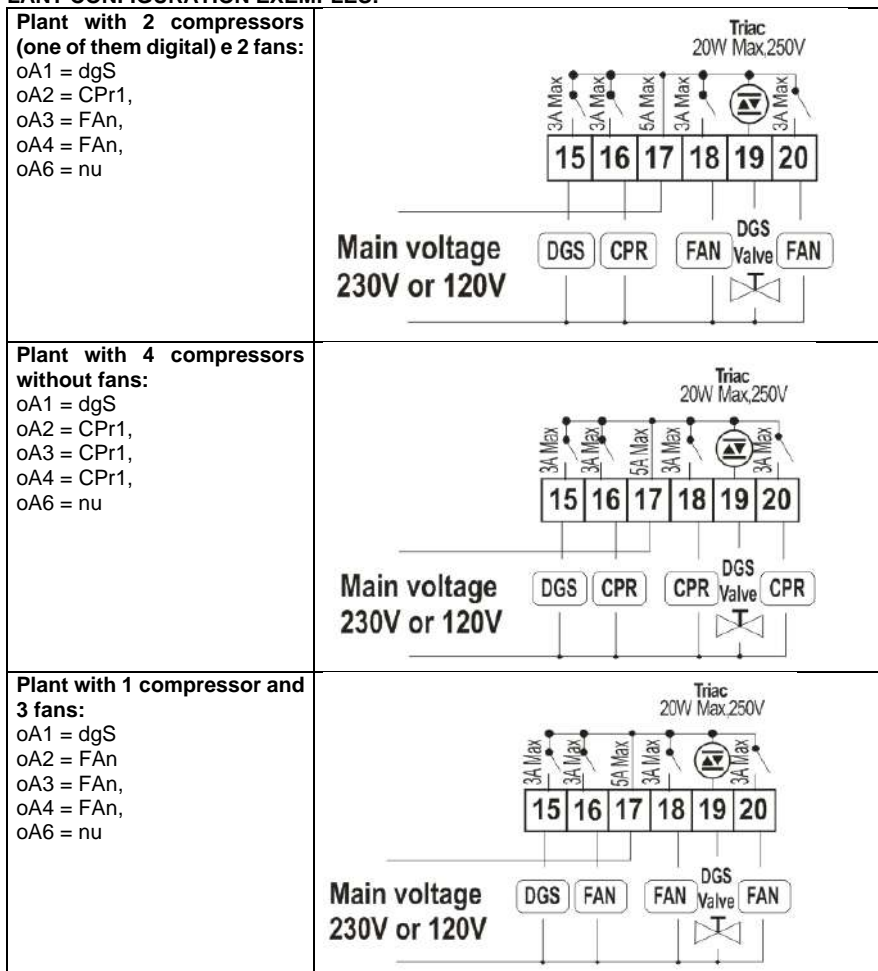 Plant with 2 compressors
(one of them digital) e 2 fans:
oA1 = dgS
oA2 = CPr1,
oA3 = FAn,
oA4 = FAn,
oA6 = nu
Triac
20W Max,250V
3A Max
3A Max
5A Max
3A Max
3A Max
15 16 17 18 19 20
Main voltage
230V or 120V
DGS
CPR
FAN
DGS
Valve
FAN
Plant with 4 compressors
without fans:
oA1 = dgS
oA2 = CPr1,
oA3 = CPr1,
oA4 = CPr1,
oA6 = nu
Triac
20W Max,250V
3A Max
3A Max
5A Max
3A Max
3A Max
15 16 17 18 19 20
Main voltage
230V or 120V
DGS
CPR
CPR
DGS
Valve
CPR
Plant with 1 compressor and
3 fans:
oA1 = dgS
oA2 = FAn
oA3 = FAn,
oA4 = FAn,
oA6 = nu
Triac
20W Max,250V
3A Max
3A Max
5A Max
3A Max
3A Max
15 16 17 18 19 20
Main voltage
230V or 120V
DGS
FAN
FAN
DGS
Valve
FAN